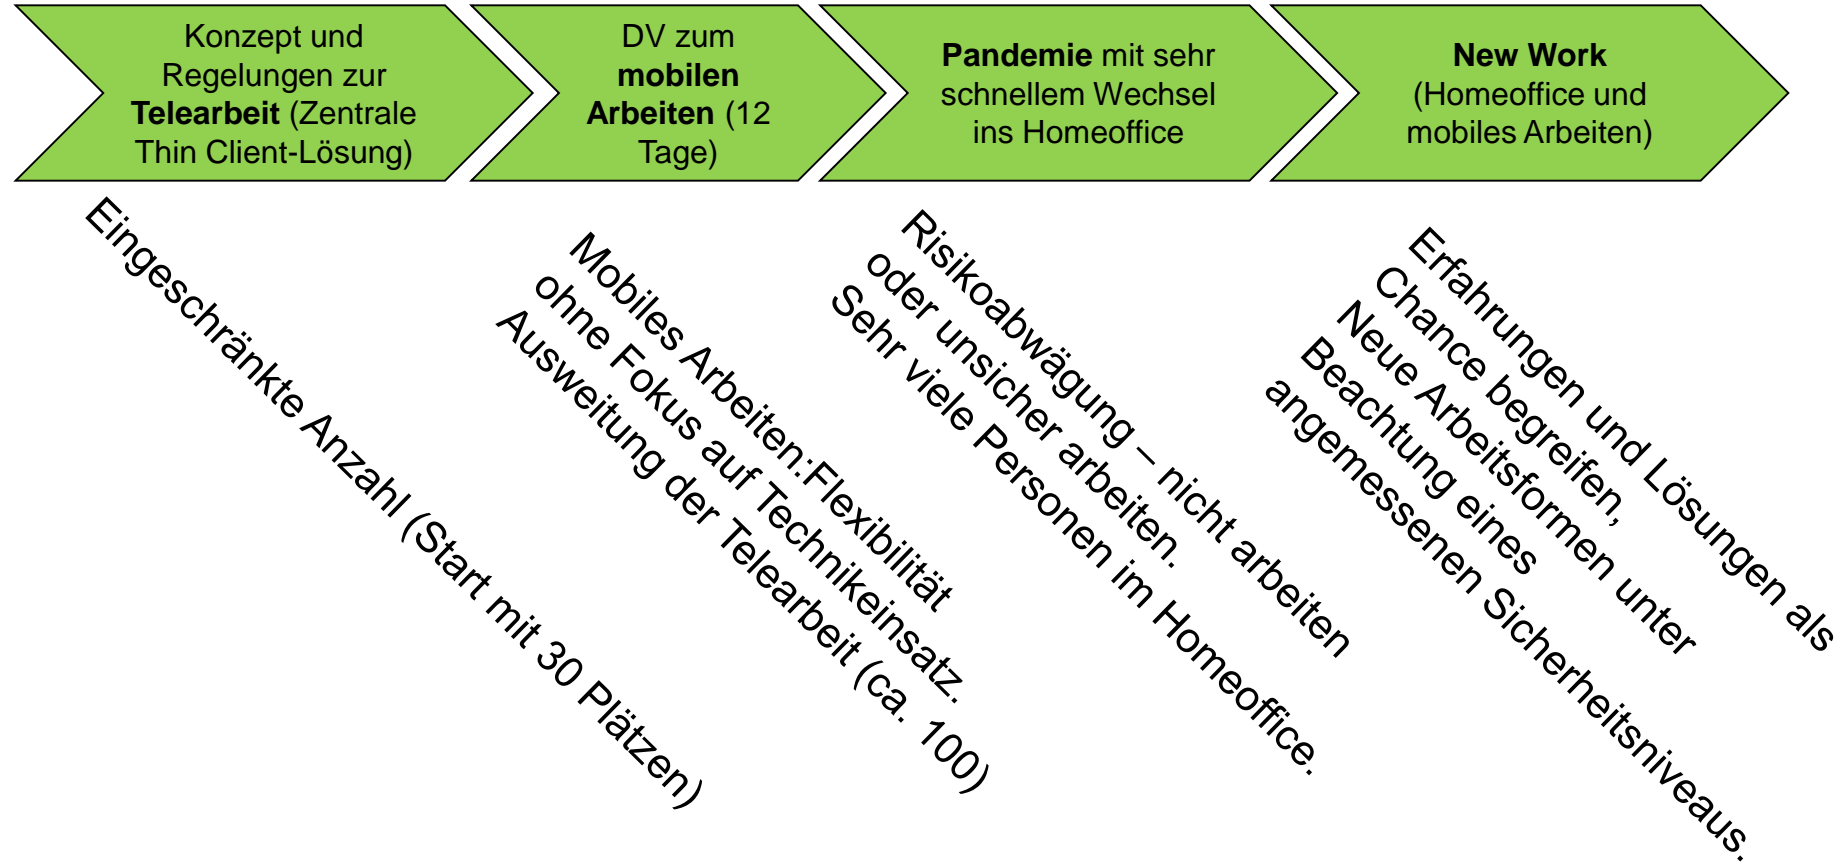 Konzept und
Regelungen zur
Telearbeit (Zentrale
Thin Client-Lösung)
DV zum
mobilen
Arbeiten (12
Tage)
Pandemie mit sehr
schnellem Wechsel
ins Homeoffice
New Work
(Homeoffice und
mobiles Arbeiten)
Eingeschränkte Anzahl (Start mit 30 Plätzen)
Mobiles Arbeiten:Flexibilität
ohne Fokus auf Technikeinsatz.
Ausweitung der Telearbeit (ca. 100)
Risikoabwägung – nicht arbeiten
oder unsicher arbeiten.
Sehr viele Personen im Homeoffice.
Erfahrungen und Lösungen als
Chance begreifen,
Neue Arbeitsformen unter
Beachtung eines
angemessenen Sicherheitsniveaus.